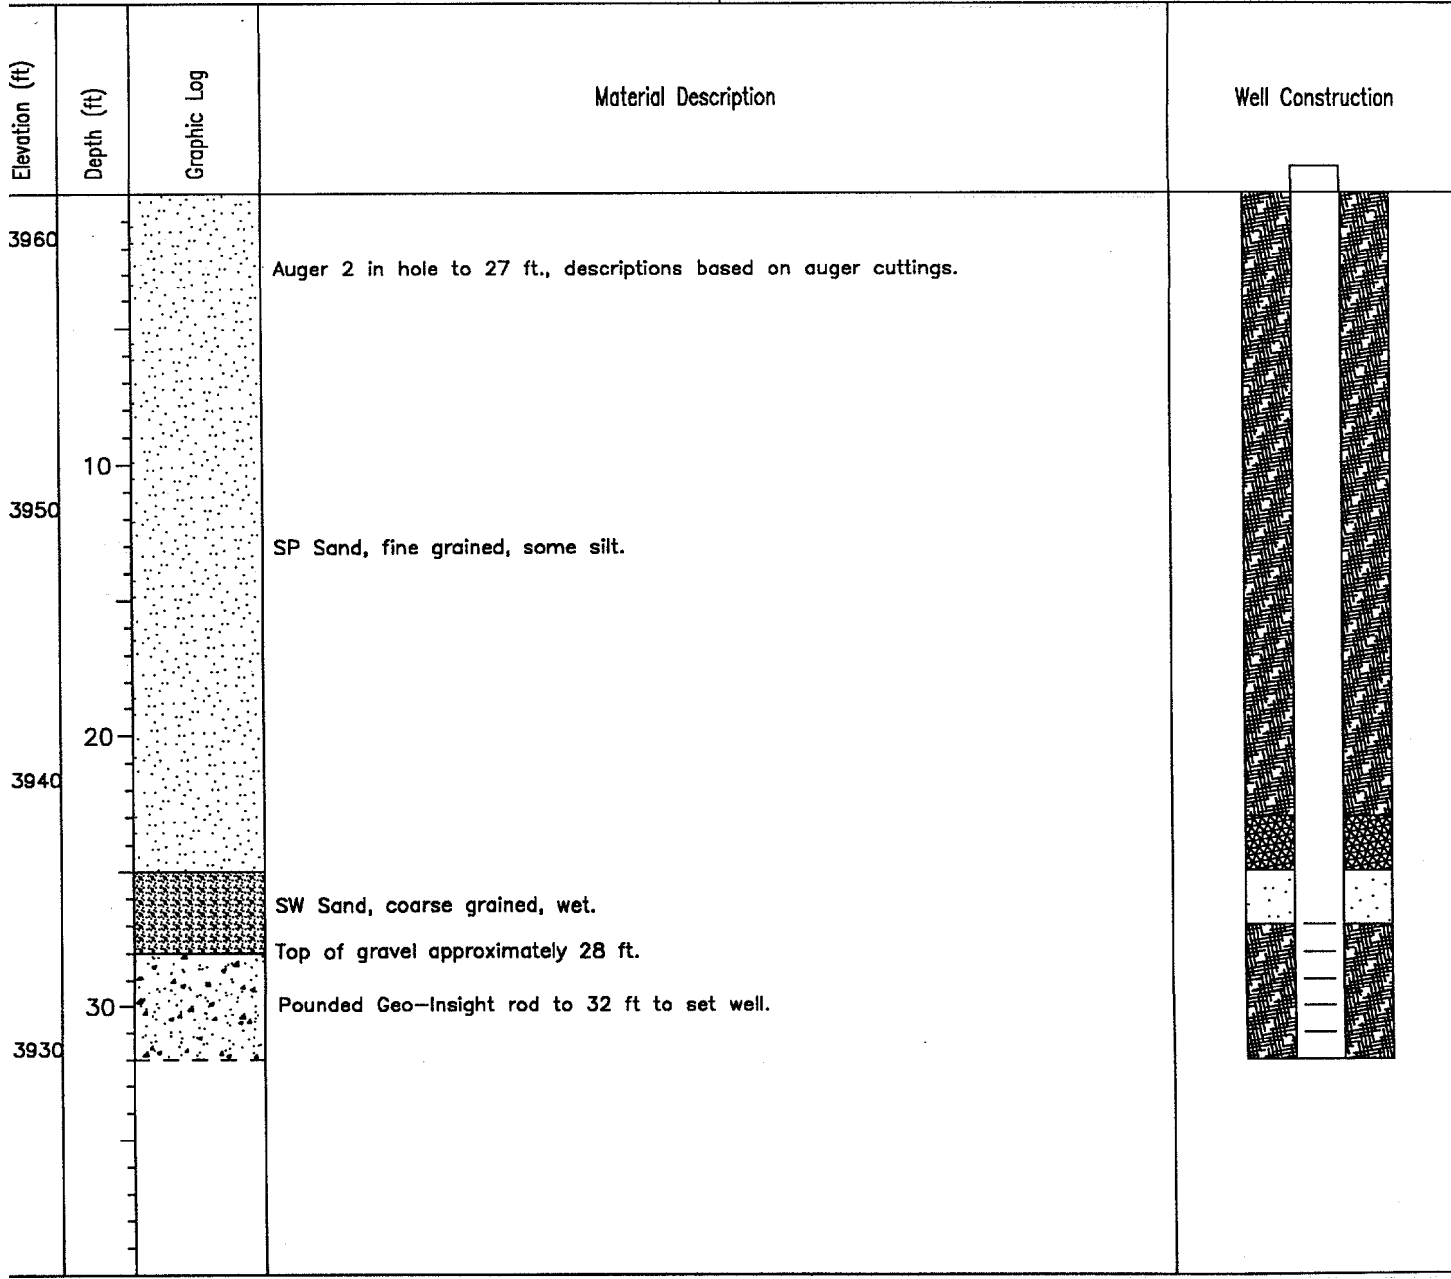 Elevation (ft)
Depth (ft)
Graphic Log
Material Description
Well Construction
3960
Auger 2 in hole to 27 ft., descriptions based on auger cuttings.
10
3950
SP Sand, fine grained, some silt.
20
3940
SW Sand, coarse grained, wet.
Top of gravel approximately 28 ft.
30
Pounded Geo-Insight rod to 32 ft to set well.
3930